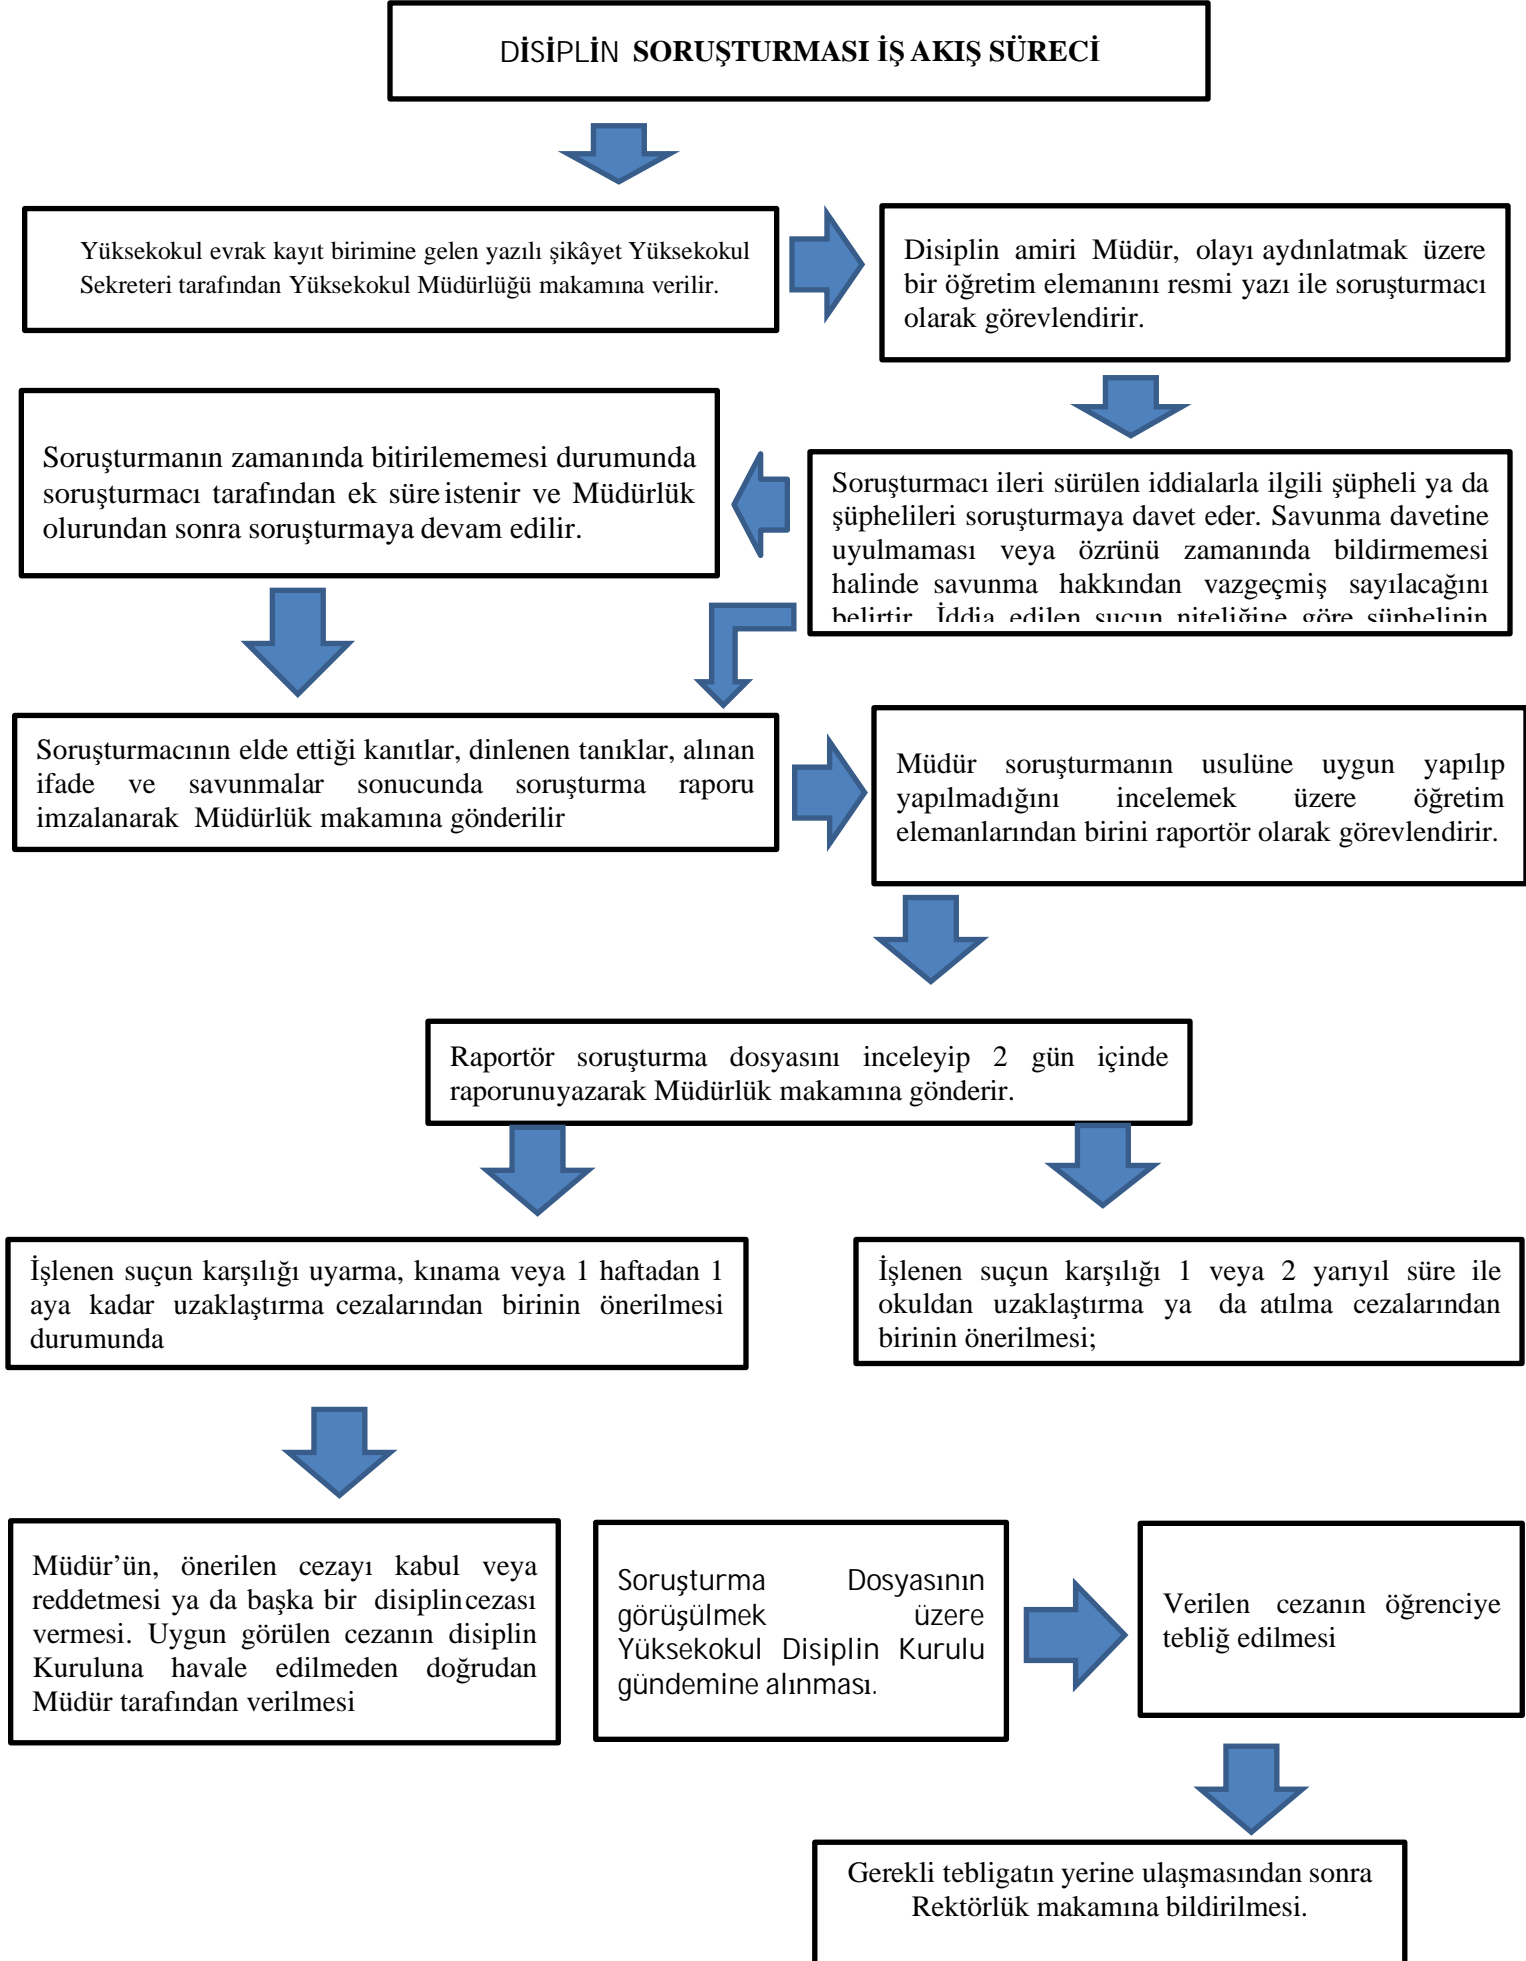 DİSİPLİN SORUŞTURMASI İŞ AKIŞ SÜRECİ
Yüksekokul evrak kayıt birimine gelen yazılı şikâyet Yüksekokul
Sekreteri tarafından Yüksekokul Müdürlüğü makamına verilir.
Disiplin amiri Müdür, olayı aydınlatmak üzere
bir öğretim elemanını resmi yazı ile soruşturmacı
olarak görevlendirir.
Soruşturmacı ileri sürülen iddialarla ilgili şüpheli ya da
şüphelileri soruşturmaya davet eder. Savunma davetine
uyulmaması veya özrünü zamanında bildirmemesi
halinde savunma hakkından vazgeçmiş sayılacağını
belirtir. İddia edilen suçun niteliğine göre şüphelinin
Soruşturmanın zamanında bitirilememesi durumunda
soruşturmacı tarafından ek süre istenir ve Müdürlük
olurundan sonra soruşturmaya devam edilir.
Soruşturmacının elde ettiği kanıtlar, dinlenen tanıklar, alınan
ifade ve savunmalar sonucunda soruşturma raporu
imzalanarak Müdürlük makamına gönderilir
Müdür soruşturmanın usulüne uygun yapılıp
yapılmadığını incelemek üzere öğretim
elemanlarından birini raportör olarak görevlendirir.
Raportör soruşturma dosyasını inceleyip 2 gün içinde
raporunuyazarak Müdürlük makamına gönderir.
İşlenen suçun karşılığı uyarma, kınama veya 1 haftadan 1
aya kadar uzaklaştırma cezalarından birinin önerilmesi
durumunda
İşlenen suçun karşılığı 1 veya 2 yarıyıl süre ile
okuldan uzaklaştırma ya da atılma cezalarından
birinin önerilmesi;
Müdür’ün, önerilen cezayı kabul veya
reddetmesi ya da başka bir disiplincezası
vermesi. Uygun görülen cezanın disiplin
Kuruluna havale edilmeden doğrudan
Müdür tarafından verilmesi
Soruşturma Dosyasının
görüşülmek üzere
Yüksekokul Disiplin Kurulu
gündemine alınması.
Verilen cezanın öğrenciye
tebliğ edilmesi
Gerekli tebligatın yerine ulaşmasından sonra
Rektörlük makamına bildirilmesi.